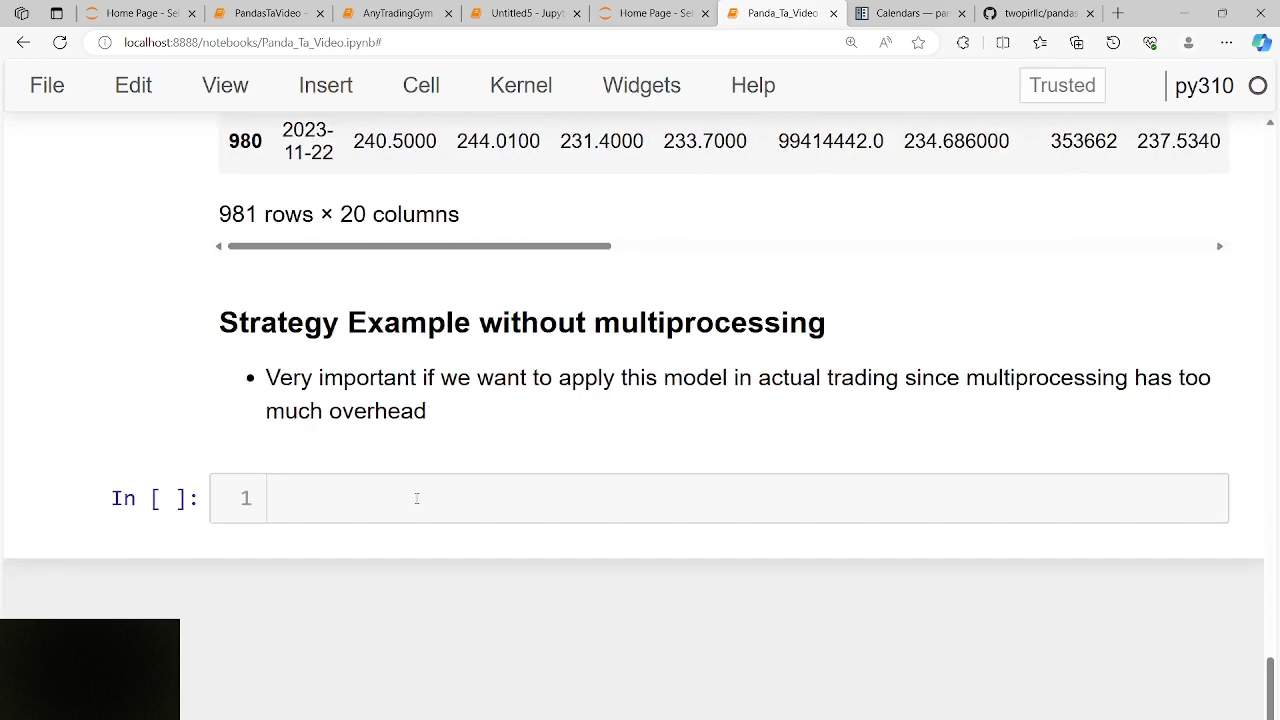 Home Page - Sel
PandasTaVideo -
AnyTradingGym
Untitled5 - Jupyt
Home Page - Sel
Panda_Ta_Video
Calendars — pan
twopirllc/pandas
localhost:8888/notebooks/Panda_Ta_Video.ipynb#
File Edit View Insert Cell Kernel Widgets Help Trusted py310
980 2023-11-22 240.5000 244.0100 231.4000 233.7000 99414442.0 234.686000 353662 237.5340
981 rows × 20 columns
Strategy Example without multiprocessing
• Very important if we want to apply this model in actual trading since multiprocessing has too
much overhead
In [ ]: 1